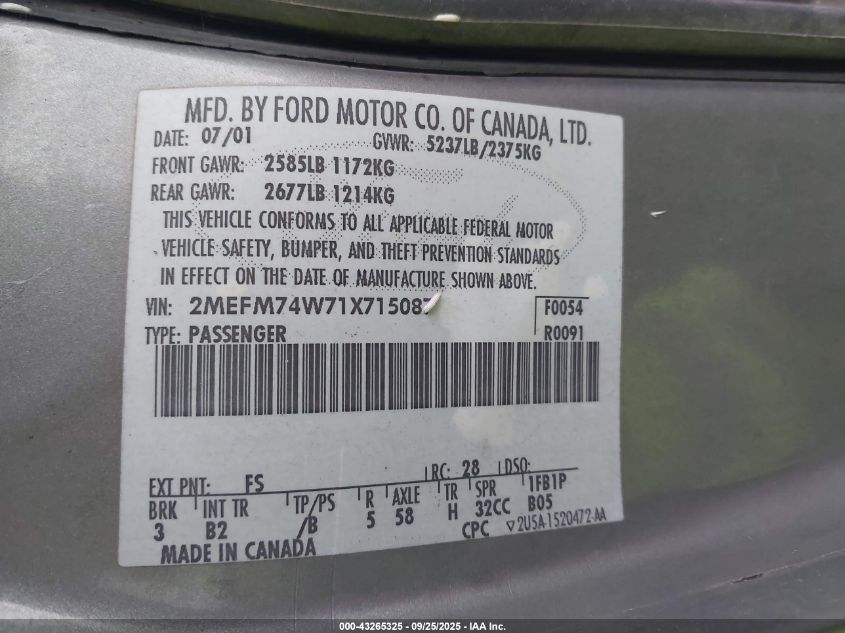 MFD. BY FORD MOTOR CO. OF CANADA, LTD.
DATE: 07/01 GVWR: 5237LB/2375KG
FRONT GAWR: 2585LB 1172KG
REAR GAWR: 2677LB 1214KG
THIS VEHICLE CONFORMS TO ALL APPLICABLE FEDERAL MOTOR
VEHICLE SAFETY, BUMPER, AND THEFT PREVENTION STANDARDS
IN EFFECT ON THE DATE OF MANUFACTURE SHOWN ABOVE.
VIN: F0054
TYPE: PASSENGER R0091
EXT PNT: FS RC: 28 DSO:
BRK INT TR TP/PS R AXLE TR SPR 1FB1P
3 B2 /B 5 58 H 32CC B05
MADE IN CANADA CPC ▽2U5A-1520472-AA
000-43265325 - 09/25/2025 - IAA Inc.